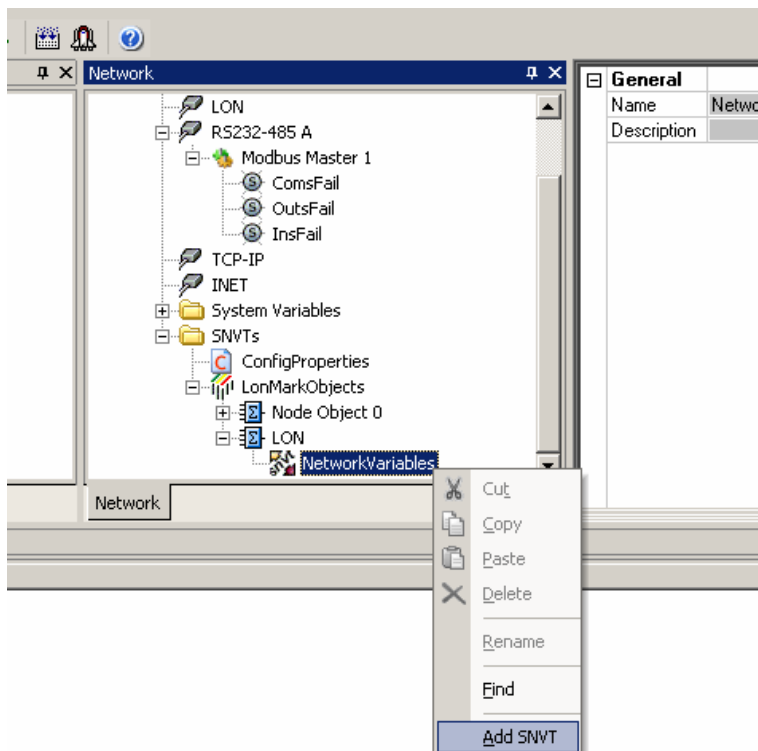 Network
LON
RS232-485 A
Modbus Master 1
ComsFail
OutsFail
InsFail
TCP-IP
INET
System Variables
SNVTs
ConfigProperties
LonMarkObjects
Node Object 0
LON
NetworkVariables
Network
General
Name Netwo
Description
Cut
Copy
Paste
Delete
Rename
Find
Add SNVT